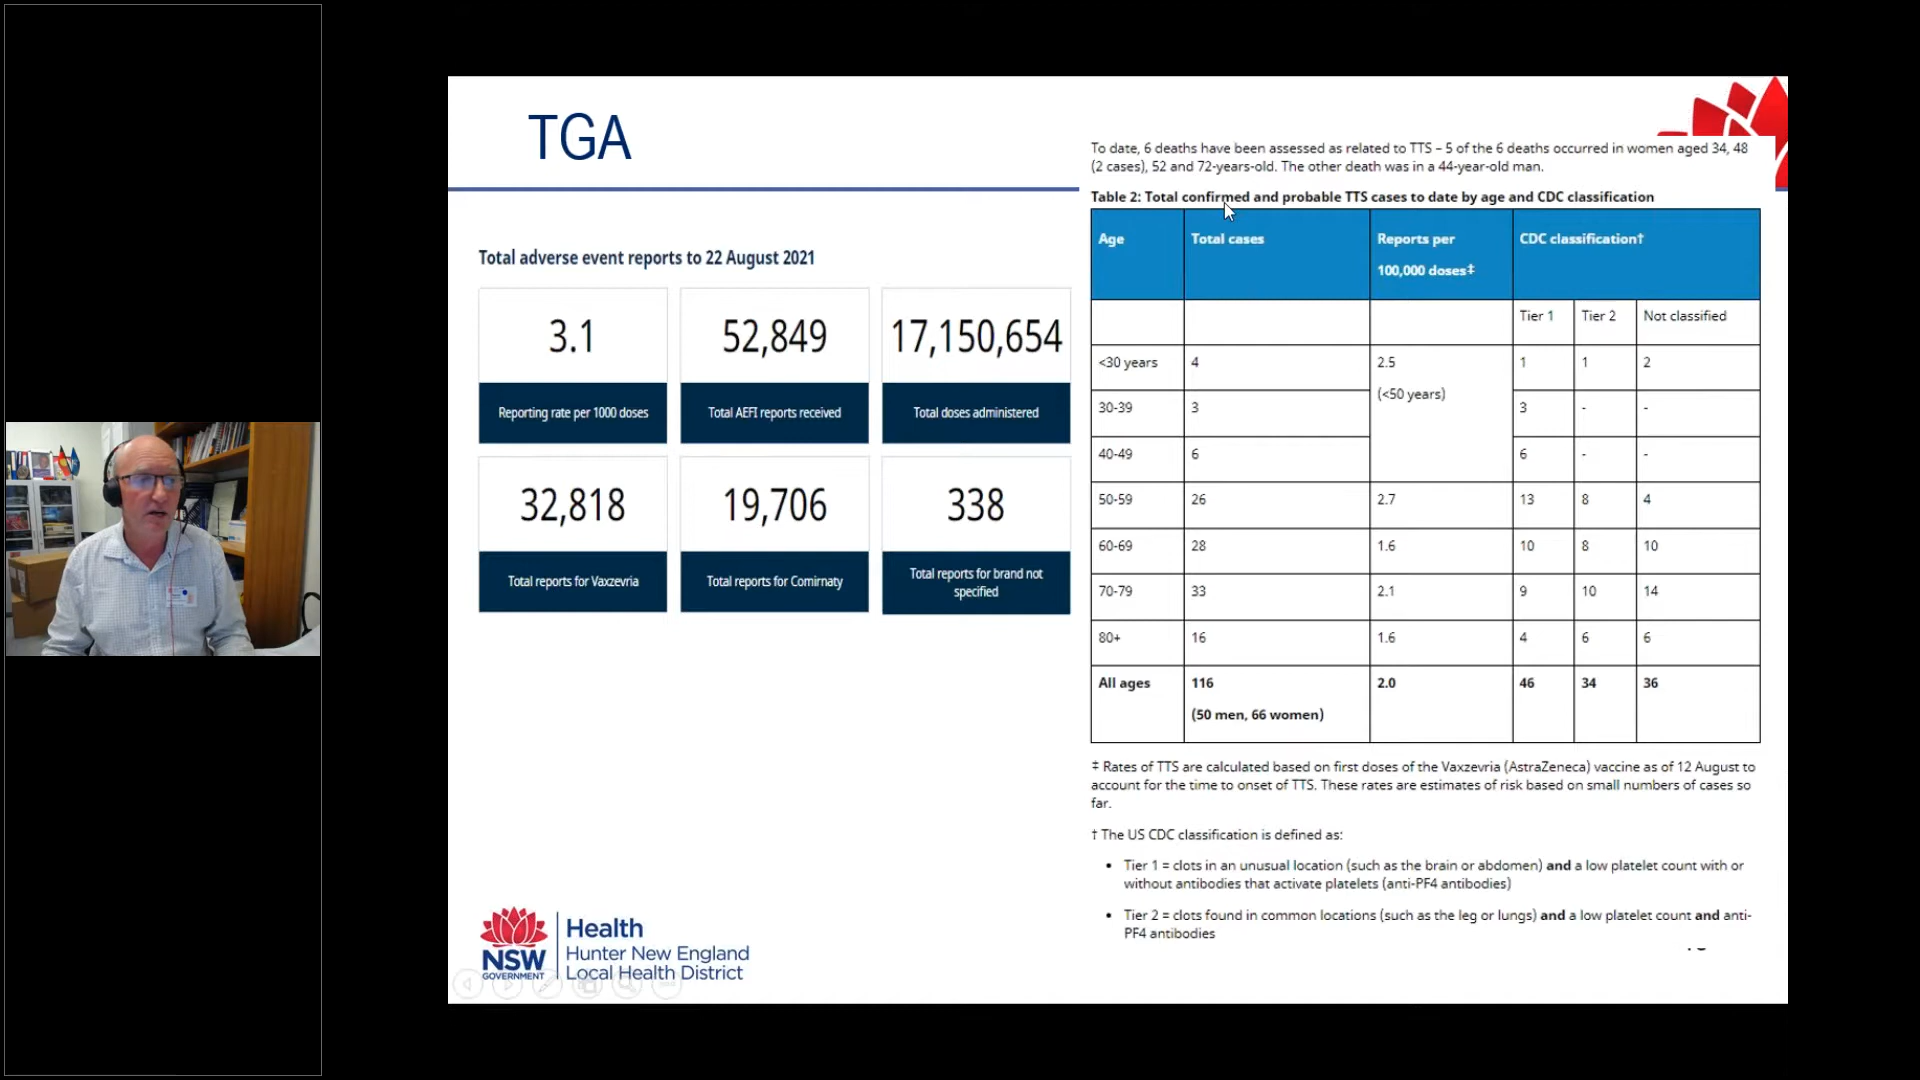 TGA
Total adverse event reports to 22 August 2021
3.1
52,849
17,150,654
Reporting rate per 1000 doses
Total AEFI reports received
Total doses administered
32,818
19,706
338
Total reports for Vaxzevria
Total reports for Comirnaty
Total reports for brand not
specified
To date, 6 deaths have been assessed as related to TTS – 5 of the 6 deaths occurred in women aged 34, 48
(2 cases), 52 and 72-years-old. The other death was in a 44-year-old man.
Table 2: Total confirmed and probable TTS cases to date by age and CDC classification
Age Total cases Reports per CDC classification†
100,000 doses‡
Tier 1 Tier 2 Not classified
<30 years 4 2.5 1 1 2
(<50 years)
30-39 3 3 - -
40-49 6 6 - -
50-59 26 2.7 13 8 4
60-69 28 1.6 10 8 10
70-79 33 2.1 9 10 14
80+ 16 1.6 4 6 6
All ages 116 2.0 46 34 36
(50 men, 66 women)
‡ Rates of TTS are calculated based on first doses of the Vaxzevria (AstraZeneca) vaccine as of 12 August to
account for the time to onset of TTS. These rates are estimates of risk based on small numbers of cases so
far.
† The US CDC classification is defined as:
• Tier 1 = clots in an unusual location (such as the brain or abdomen) and a low platelet count with or
without antibodies that activate platelets (anti-PF4 antibodies)
• Tier 2 = clots found in common locations (such as the leg or lungs) and a low platelet count and anti-
PF4 antibodies
NSW
GOVERNMENT
Health
Hunter New England
Local Health District